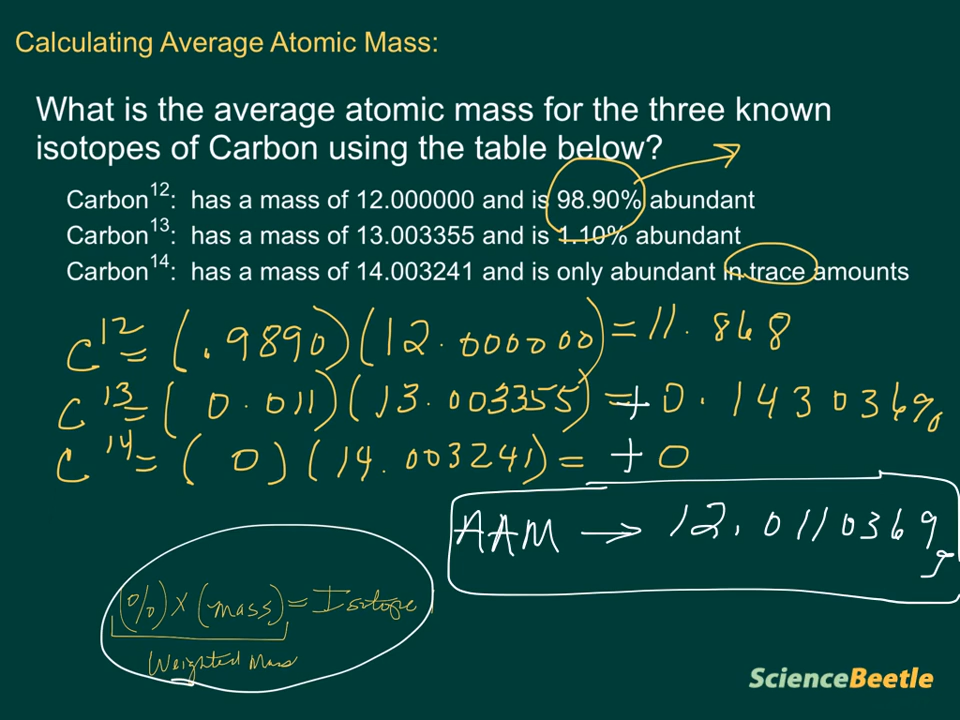 Calculating Average Atomic Mass:
What is the average atomic mass for the three known
isotopes of Carbon using the table below?
Carbon¹²: has a mass of 12.000000 and is 98.90% abundant
Carbon¹³: has a mass of 13.003355 and is 1.10% abundant
Carbon¹⁴: has a mass of 14.003241 and is only abundant in trace amounts
C¹² = (.9890)(12.000000) = 11.868
C¹³ = (0.011)(13.003355) = + 0.1430369
C¹⁴ = (0)(14.003241) = + 0
AAM → 12.0110369 g
(%) x (mass) = Isotope
Weighted Mass
ScienceBeetle